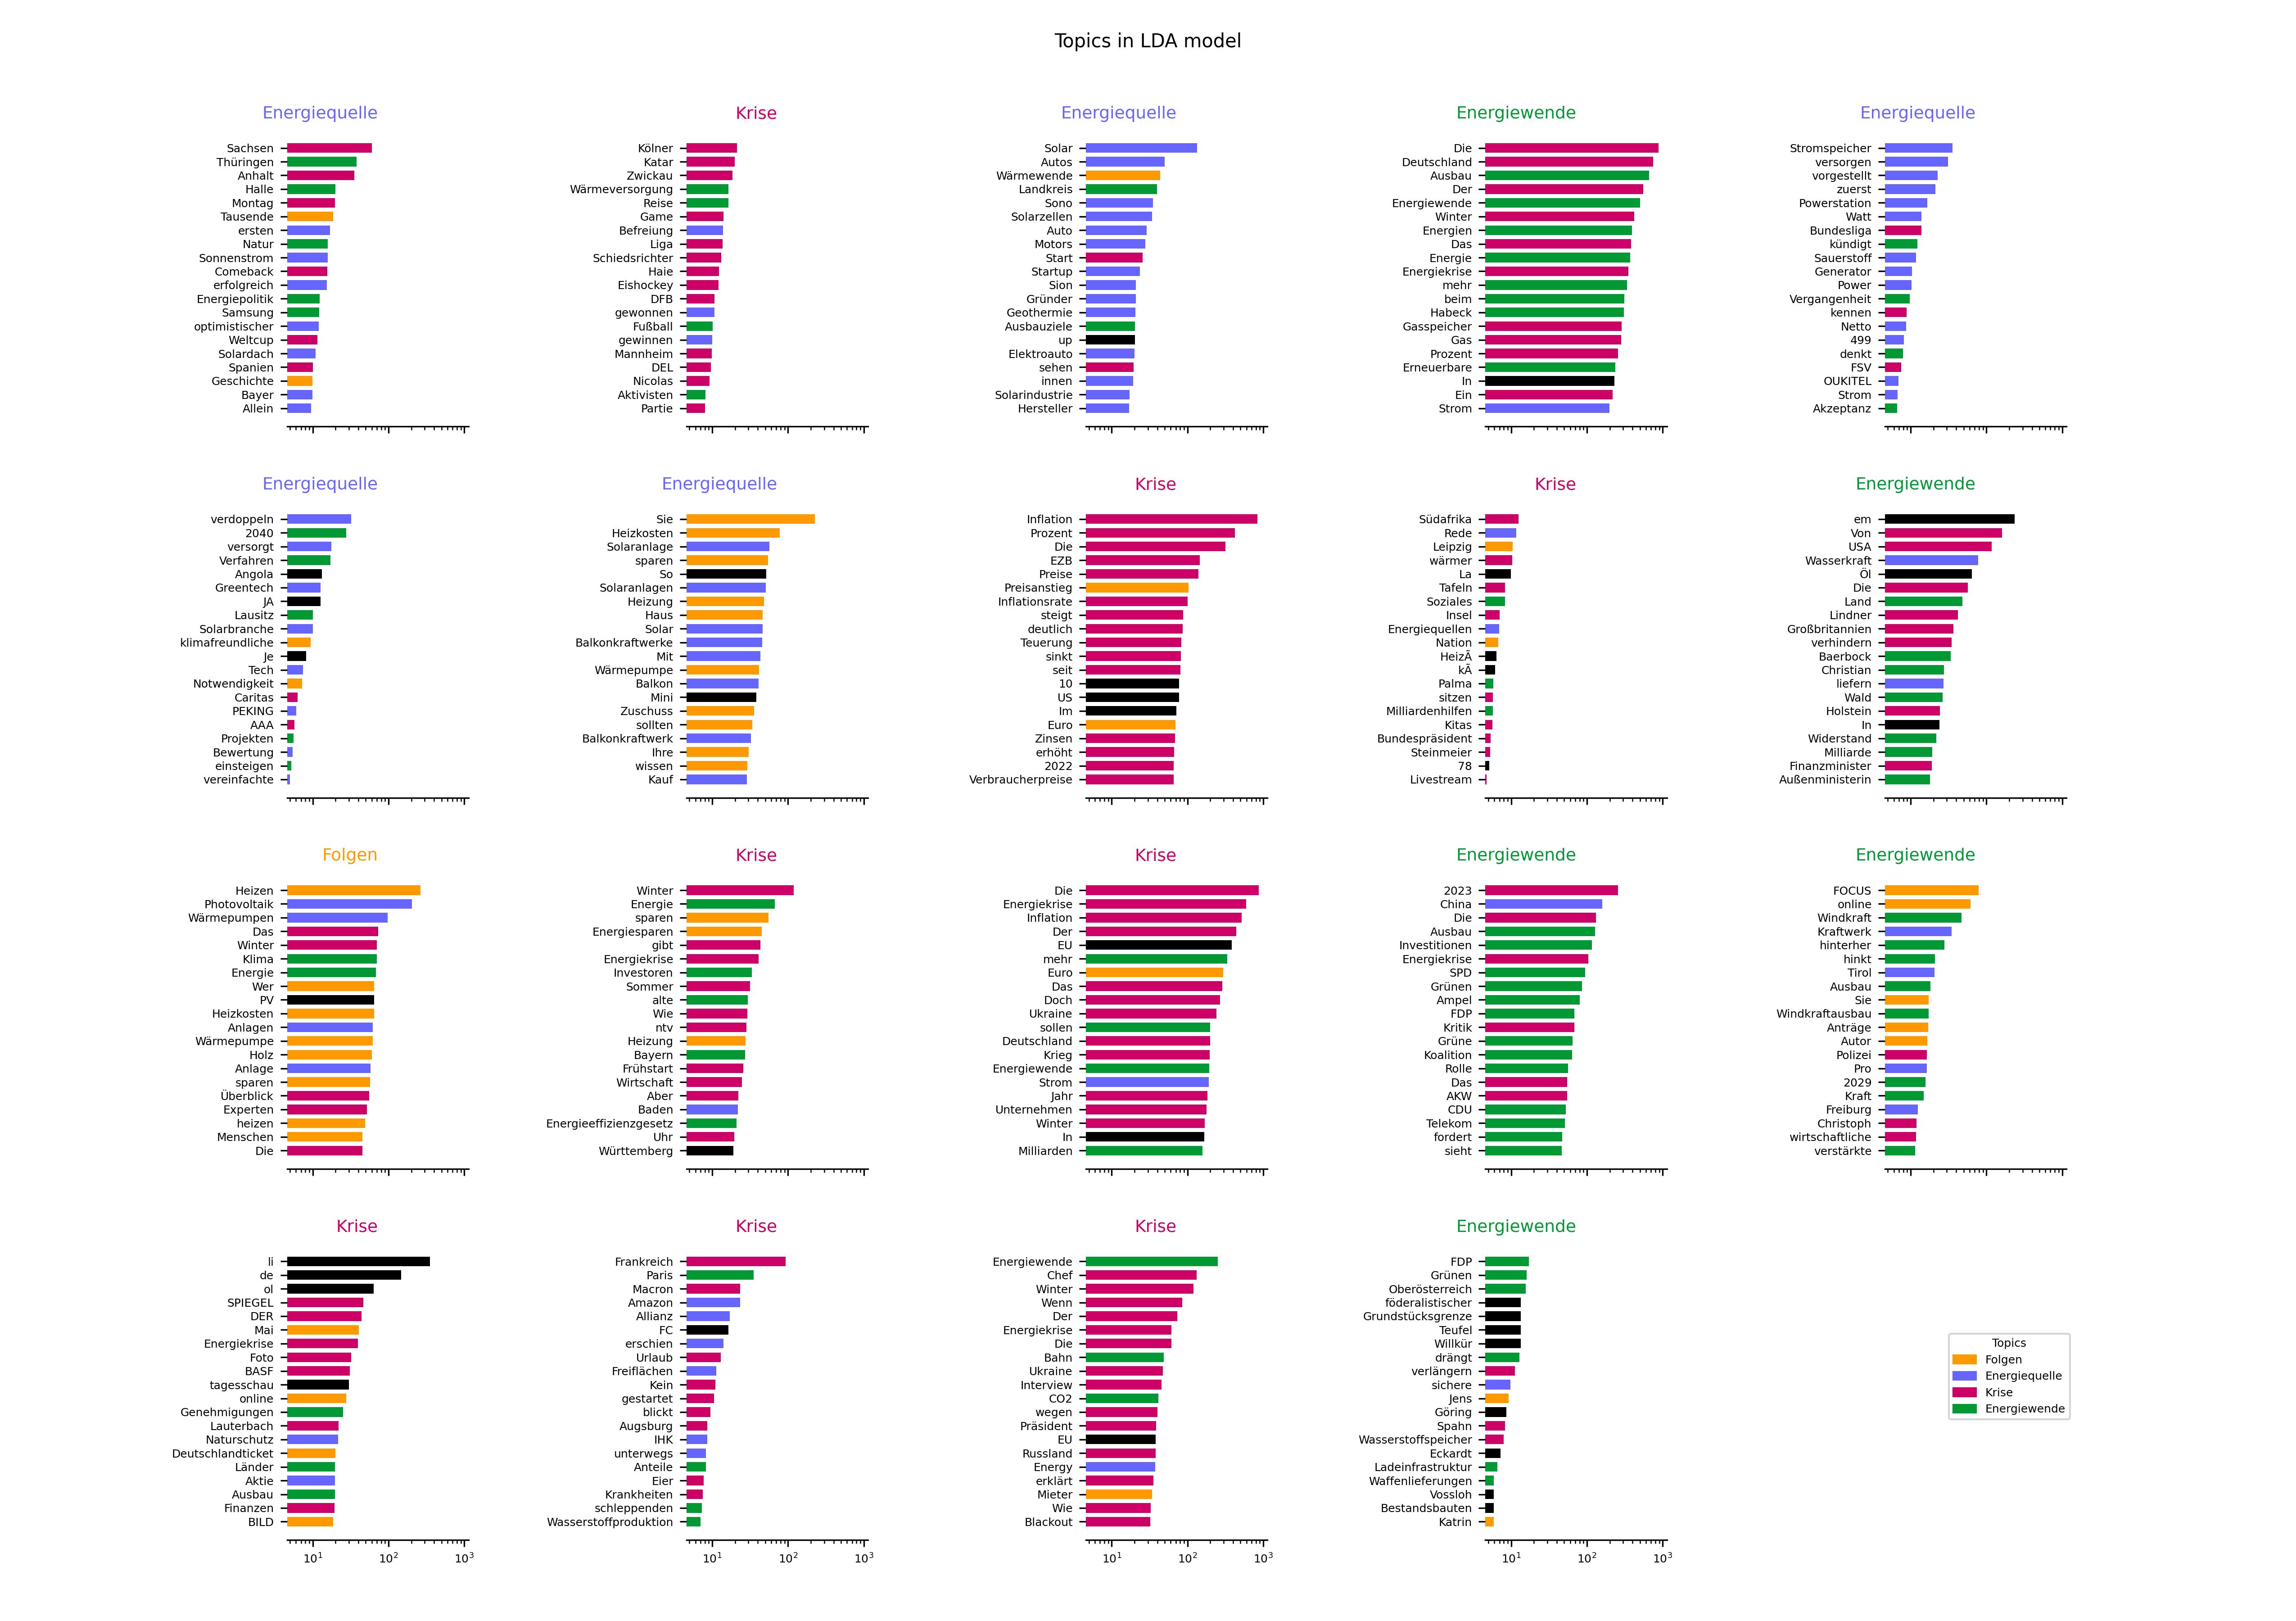 Topics in LDA model
Energiequelle
Sachsen
Thüringen
Anhalt
Halle
Montag
Tausende
ersten
Natur
Sonnenstrom
Comeback
erfolgreich
Energiepolitik
Samsung
optimistischer
Weltcup
Solardach
Spanien
Geschichte
Bayer
Allein
Krise
Kölner
Katar
Zwickau
Wärmeversorgung
Reise
Game
Befreiung
Liga
Schiedsrichter
Haie
Eishockey
DFB
gewonnen
Fußball
gewinnen
Mannheim
DEL
Nicolas
Aktivisten
Partie
Energiequelle
Solar
Autos
Wärmewende
Landkreis
Sono
Solarzellen
Auto
Motors
Start
Startup
Sion
Gründer
Geothermie
Ausbauziele
up
Elektroauto
sehen
innen
Solarindustrie
Hersteller
Energiewende
Die
Deutschland
Ausbau
Der
Energiewende
Winter
Energien
Das
Energie
Energiekrise
mehr
beim
Habeck
Gasspeicher
Gas
Prozent
Erneuerbare
In
Ein
Strom
Energiequelle
Stromspeicher
versorgen
vorgestellt
zuerst
Powerstation
Watt
Bundesliga
kündigt
Sauerstoff
Generator
Power
Vergangenheit
kennen
Netto
499
denkt
FSV
OUKITEL
Strom
Akzeptanz
Energiequelle
verdoppeln
2040
versorgt
Verfahren
Angola
Greentech
JA
Lausitz
Solarbranche
klimafreundliche
Je
Tech
Notwendigkeit
Caritas
PEKING
AAA
Projekten
Bewertung
einsteigen
vereinfachte
Energiequelle
Sie
Heizkosten
Solaranlage
sparen
So
Solaranlagen
Heizung
Haus
Solar
Balkonkraftwerke
Mit
Wärmepumpe
Balkon
Mini
Zuschuss
sollten
Balkonkraftwerk
Ihre
wissen
Kauf
Krise
Inflation
Prozent
Die
EZB
Preise
Preisanstieg
Inflationsrate
steigt
deutlich
Teuerung
sinkt
seit
10
US
Im
Euro
Zinsen
erhöht
2022
Verbraucherpreise
Krise
Südafrika
Rede
Leipzig
wärmer
La
Tafeln
Soziales
Insel
Energiequellen
Nation
HeizÃ
kÃ
Palma
sitzen
Milliardenhilfen
Kitas
Bundespräsident
Steinmeier
78
Livestream
Energiewende
em
Von
USA
Wasserkraft
Öl
Die
Land
Lindner
Großbritannien
verhindern
Baerbock
Christian
liefern
Wald
Holstein
In
Widerstand
Milliarde
Finanzminister
Außenministerin
Folgen
Heizen
Photovoltaik
Wärmepumpen
Das
Winter
Klima
Energie
Wer
PV
Heizkosten
Anlagen
Wärmepumpe
Holz
Anlage
sparen
Überblick
Experten
heizen
Menschen
Die
Krise
Winter
Energie
sparen
Energiesparen
gibt
Energiekrise
Investoren
Sommer
alte
Wie
ntv
Heizung
Bayern
Frühstart
Wirtschaft
Aber
Baden
Energieeffizienzgesetz
Uhr
Württemberg
Krise
Die
Energiekrise
Inflation
Der
EU
mehr
Euro
Das
Doch
Ukraine
sollen
Deutschland
Krieg
Energiewende
Strom
Jahr
Unternehmen
Winter
In
Milliarden
Energiewende
2023
China
Die
Ausbau
Investitionen
Energiekrise
SPD
Grünen
Ampel
FDP
Kritik
Grüne
Koalition
Rolle
Das
AKW
CDU
Telekom
fordert
sieht
Energiewende
FOCUS
online
Windkraft
Kraftwerk
hinterher
hinkt
Tirol
Ausbau
Sie
Windkraftausbau
Anträge
Autor
Polizei
Pro
2029
Kraft
Freiburg
Christoph
wirtschaftliche
verstärkte
Krise
li
de
ol
SPIEGEL
DER
Mai
Energiekrise
Foto
BASF
tagesschau
online
Genehmigungen
Lauterbach
Naturschutz
Deutschlandticket
Länder
Aktie
Ausbau
Finanzen
BILD
10¹ 10² 10³
Krise
Frankreich
Paris
Macron
Amazon
Allianz
FC
erschien
Urlaub
Freiflächen
Kein
gestartet
blickt
Augsburg
IHK
unterwegs
Anteile
Eier
Krankheiten
schleppenden
Wasserstoffproduktion
10¹ 10² 10³
Krise
Energiewende
Chef
Winter
Wenn
Der
Energiekrise
Die
Bahn
Ukraine
Interview
CO2
wegen
Präsident
EU
Russland
Energy
erklärt
Mieter
Wie
Blackout
10¹ 10² 10³
Energiewende
FDP
Grünen
Oberösterreich
föderalistischer
Grundstücksgrenze
Teufel
Willkür
drängt
verlängern
sichere
Jens
Göring
Spahn
Wasserstoffspeicher
Eckardt
Ladeinfrastruktur
Waffenlieferungen
Vossloh
Bestandsbauten
Katrin
10¹ 10² 10³
Topics
Folgen
Energiequelle
Krise
Energiewende